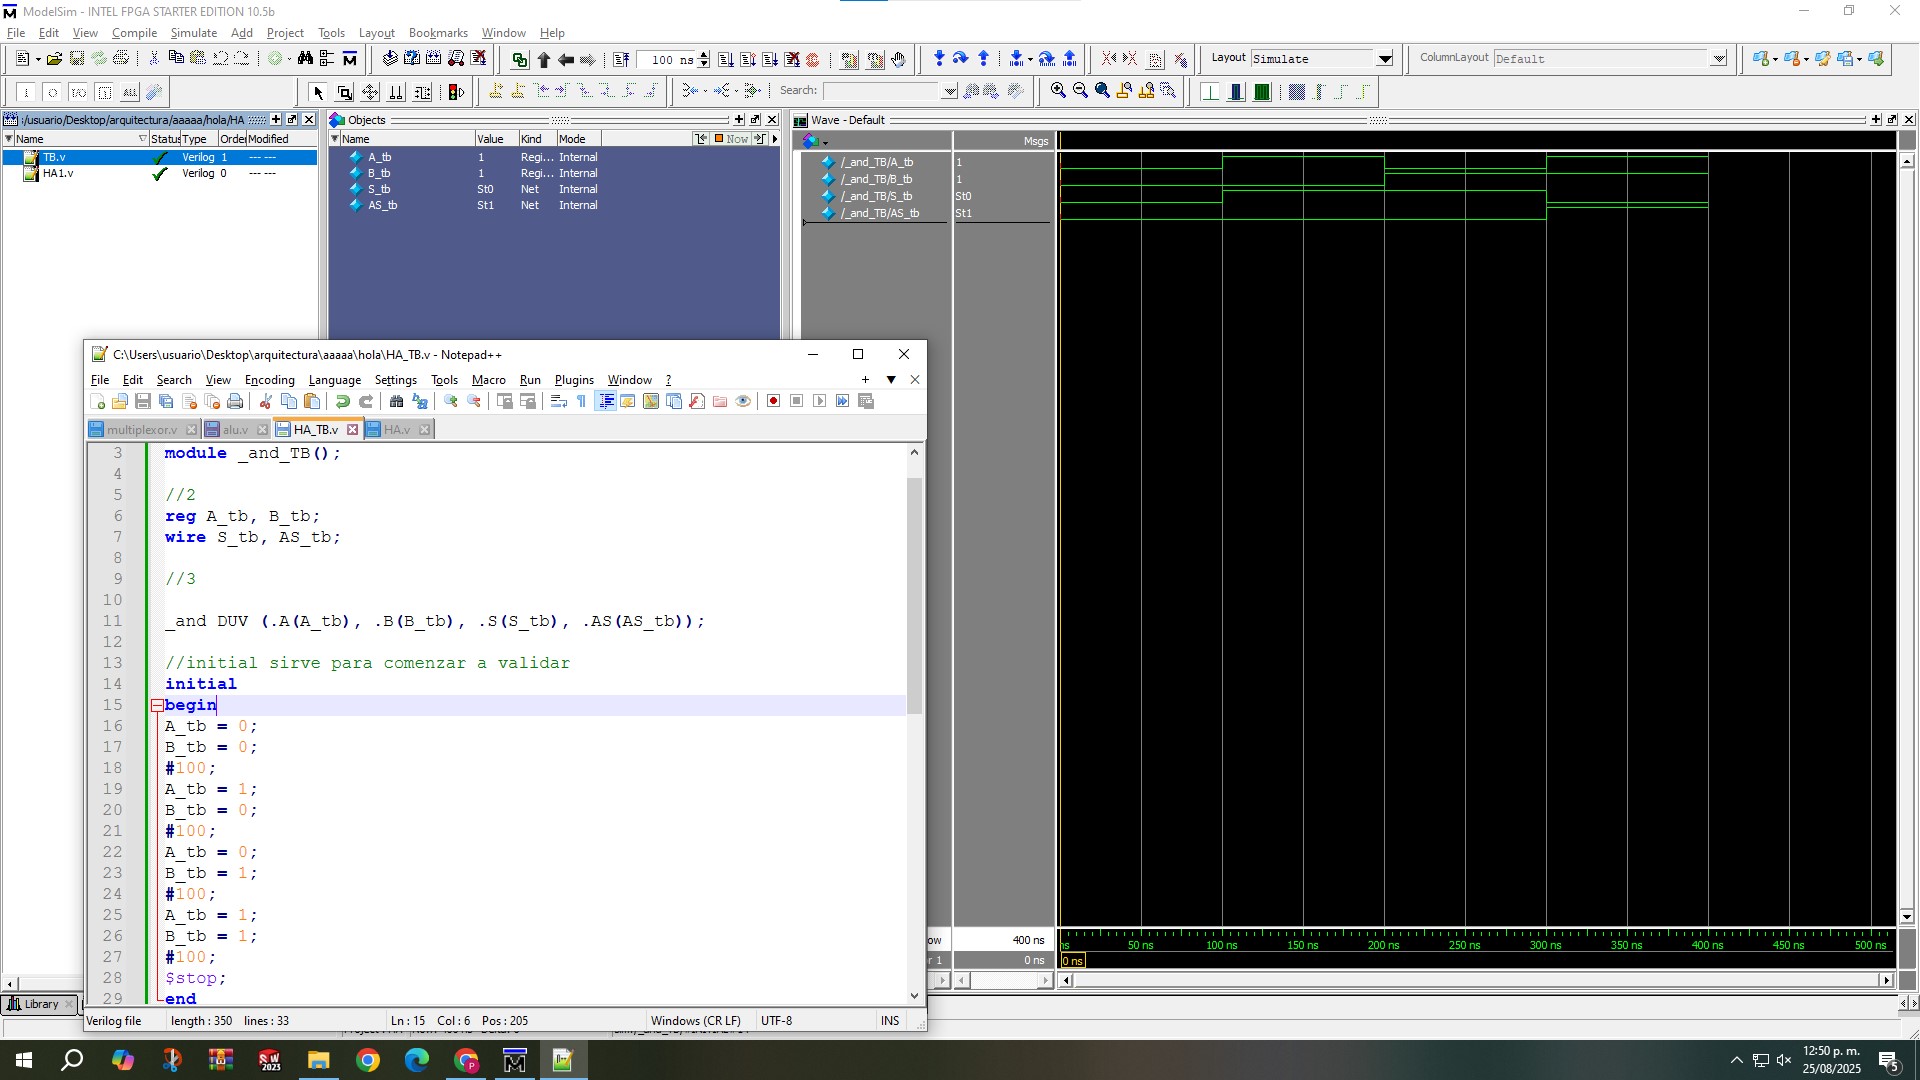 ModelSim - INTEL FPGA STARTER EDITION 10.5b
File Edit View Compile Simulate Add Project Tools Layout Bookmarks Window Help
100 ns
Layout Simulate
ColumnLayout Default
Search:
:/usuario/Desktop/arquitectura/aaaaa/hola/HA
Name Status Type Order Modified
TB.v Verilog 1 --- ---
HA1.v Verilog 0 --- ---
Objects
Name Value Kind Mode
Now
A_tb 1 Regi... Internal
B_tb 1 Regi... Internal
S_tb St0 Net Internal
AS_tb St1 Net Internal
Wave - Default
Msgs
/_and_TB/A_tb 1
/_and_TB/B_tb 1
/_and_TB/S_tb St0
/_and_TB/AS_tb St1
C:\Users\usuario\Desktop\arquitectura\aaaaa\hola\HA_TB.v - Notepad++
File Edit Search View Encoding Language Settings Tools Macro Run Plugins Window ?
multiplexor.v alu.v HA_TB.v HA.v
3 module _and_TB();
4
5 //2
6 reg A_tb, B_tb;
7 wire S_tb, AS_tb;
8
9 //3
10
11 _and DUV (.A(A_tb), .B(B_tb), .S(S_tb), .AS(AS_tb));
12
13 //initial sirve para comenzar a validar
14 initial
15 begin
16 A_tb = 0;
17 B_tb = 0;
18 #100;
19 A_tb = 1;
20 B_tb = 0;
21 #100;
22 A_tb = 0;
23 B_tb = 1;
24 #100;
25 A_tb = 1;
26 B_tb = 1;
27 #100;
28 $stop;
29 end
Verilog file length : 350 lines : 33 Ln : 15 Col : 6 Pos : 205 Windows (CR LF) UTF-8 INS
ow 400 ns
r 1 0 ns
ns 50 ns 100 ns 150 ns 200 ns 250 ns 300 ns 350 ns 400 ns 450 ns 500 ns
0 ns
Library
SW 2023
12:50 p. m.
25/08/2025
5